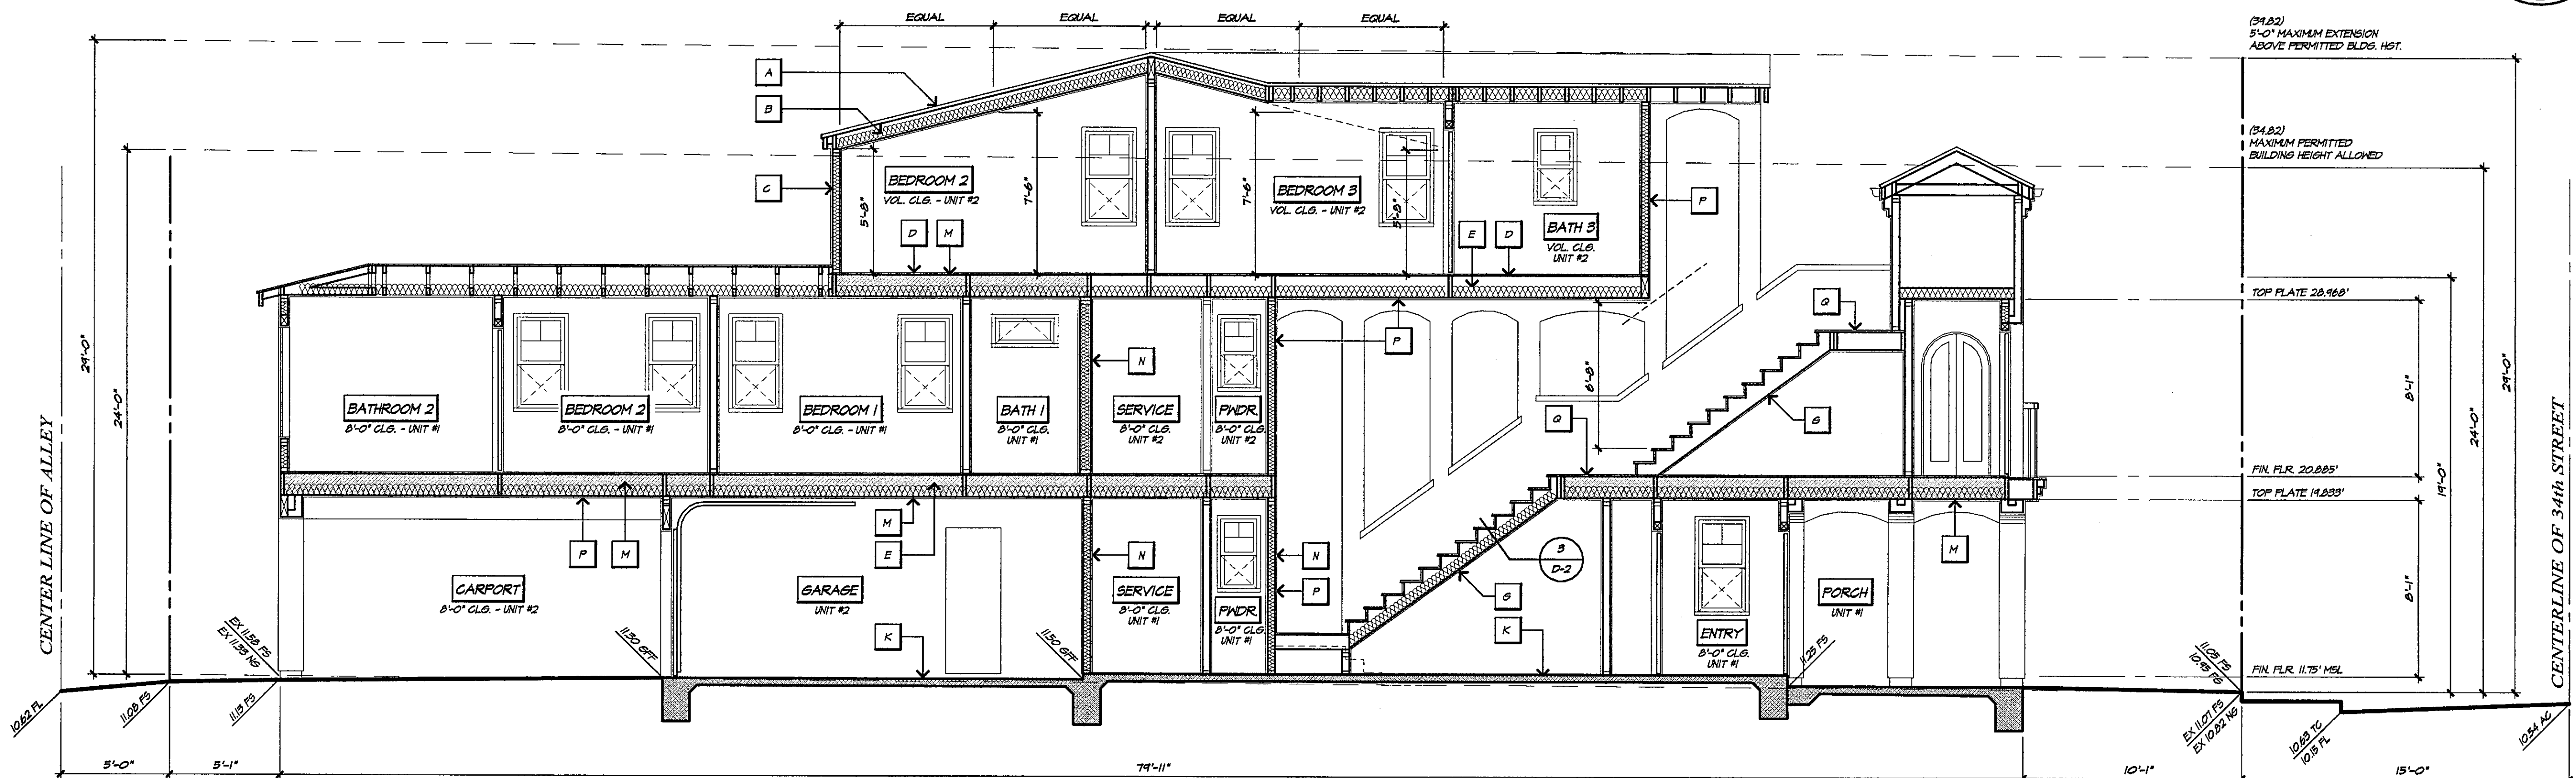 EQUAL
EQUAL
EQUAL
EQUAL
(39.82)
5'-0" MAXIMUM EXTENSION
ABOVE PERMITTED BLDG. HGT.
A
B
C
(34.82)
MAXIMUM PERMITTED
BUILDING HEIGHT ALLOWED
29'-0"
24'-0"
BEDROOM 2
VOL. CLG. - UNIT #2
5'-8"
7'-6"
D
M
BEDROOM 3
VOL. CLG. - UNIT #2
7'-6"
5'-8"
E
D
BATH 3
VOL. CLG.
UNIT #2
P
Q
TOP PLATE 28.968'
P
N
6'-8"
BATHROOM 2
8'-0" CLG. - UNIT #1
BEDROOM 2
8'-0" CLG. - UNIT #1
BEDROOM 1
8'-0" CLG. - UNIT #1
BATH 1
8'-0" CLG.
UNIT #1
SERVICE
8'-0" CLG.
UNIT #2
PWDR.
8'-0" CLG.
UNIT #2
Q
G
8'-1"
19'-0"
24'-0"
29'-0"
FIN. FLR. 20.885'
TOP PLATE 19.833'
CENTER LINE OF ALLEY
CENTERLINE OF 34th STREET
P
M
M
E
N
N
P
3
D-2
M
CARPORT
8'-0" CLG. - UNIT #2
GARAGE
UNIT #2
SERVICE
8'-0" CLG.
UNIT #1
PWDR.
8'-0" CLG.
UNIT #1
G
PORCH
UNIT #1
8'-1"
K
K
ENTRY
8'-0" CLG.
UNIT #1
FIN. FLR. 11.75' MSL
10.62 FL
11.08 FS
EX 11.58 FS
EX 11.33 NG
11.13 FS
11.30 GFF
11.50 GFF
11.25 FS
11.05 FS
10.95 FG
EX 11.07 FS
EX 10.82 NG
10.63 TC
10.15 FL
10.54 AC
5'-0"
5'-1"
79'-11"
10'-1"
15'-0"